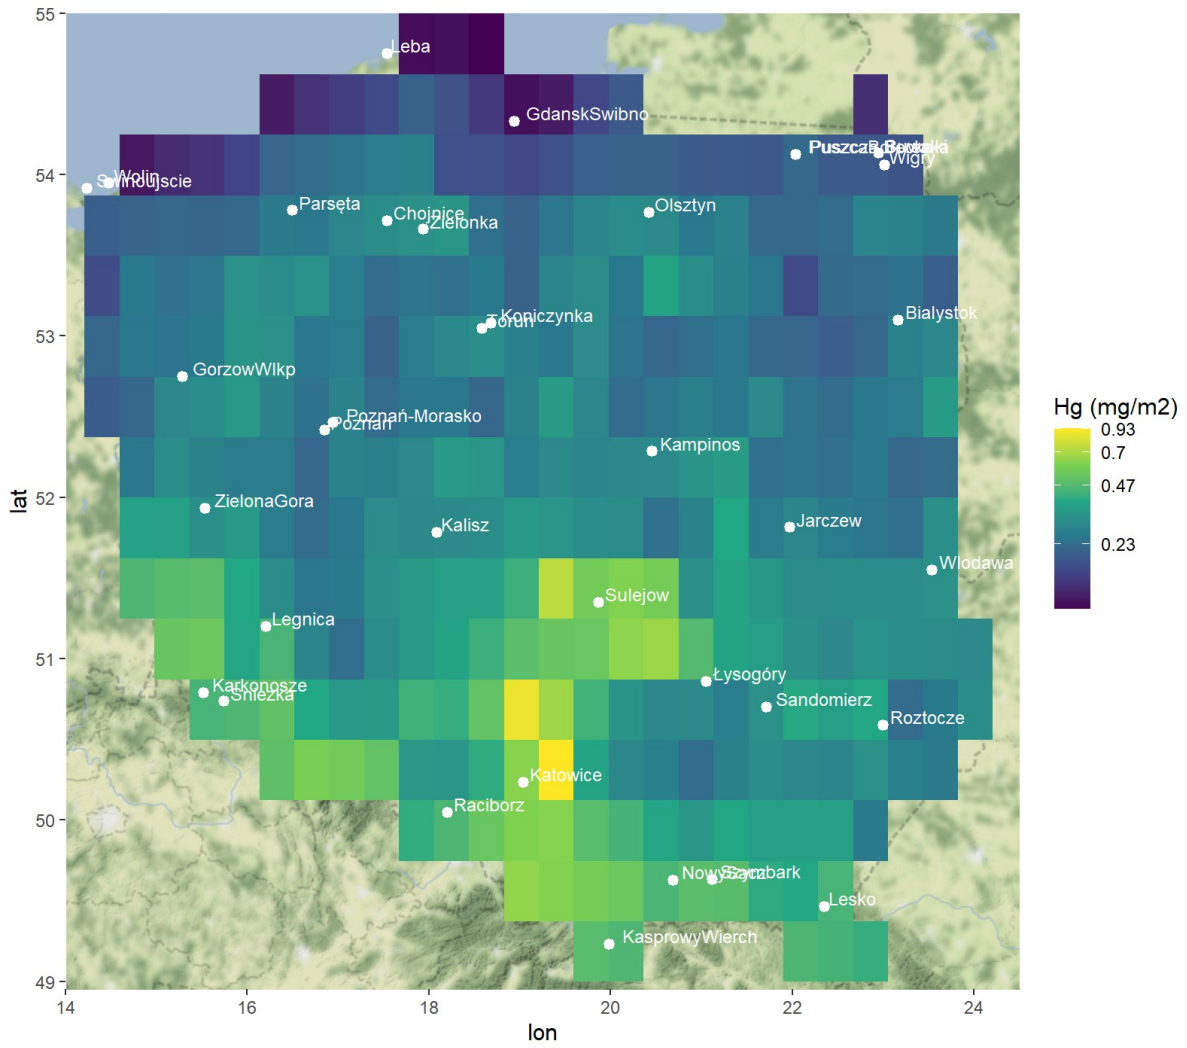 55
Leba
GdanskSwibno
54
Wigry
Wolin
Swinoujscie
Parsęta
Chojnice
Zielonka
Olsztyn
53
Koniczynka
Toruń
Bialystok
GorzowWlkp
Poznań-Morasko
Poznań
Kampinos
52
ZielonaGora
Kalisz
Jarczew
Wlodawa
Sulejow
Legnica
51
Łysogóry
Karkonosze
Śnieżka
Sandomierz
Roztocze
Katowice
Raciborz
50
NowySacz
Szymbark
Lesko
KasprowyWierch
49
14
16
18
20
22
24
lon
lat
Hg (mg/m2)
0.93
0.7
0.47
0.23